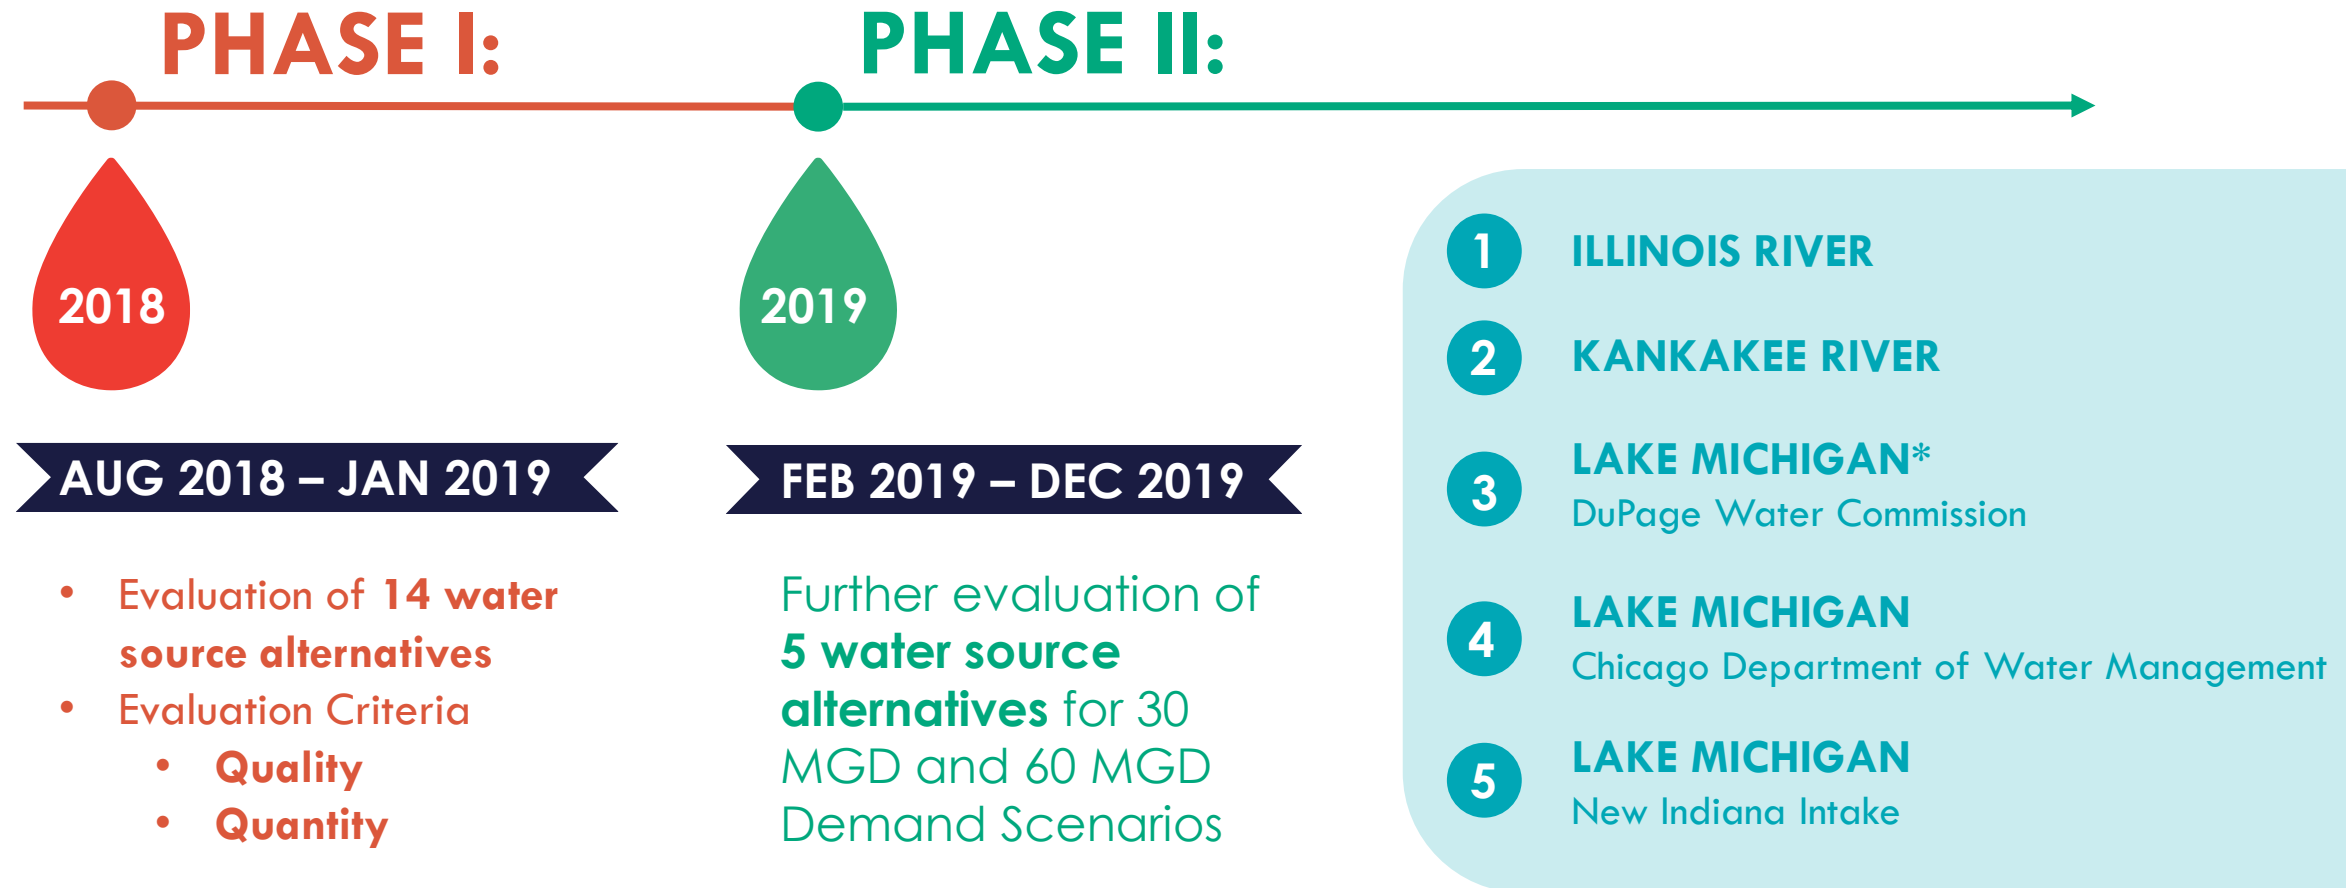 PHASE I:
2018
AUG 2018 – JAN 2019
• Evaluation of 14 water
source alternatives
• Evaluation Criteria
• Quality
• Quantity
PHASE II:
2019
FEB 2019 – DEC 2019
Further evaluation of
5 water source
alternatives for 30
MGD and 60 MGD
Demand Scenarios
1 ILLINOIS RIVER
2 KANKAKEE RIVER
3 LAKE MICHIGAN*
DuPage Water Commission
4 LAKE MICHIGAN
Chicago Department of Water Management
5 LAKE MICHIGAN
New Indiana Intake